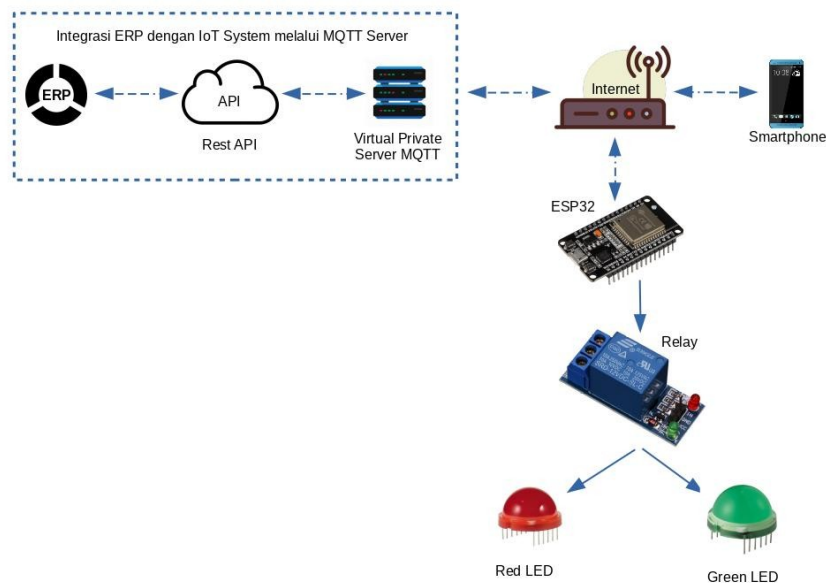 Integrasi ERP dengan IoT System melalui MQTT Server
ERP
API
Rest API
Virtual Private
Server MQTT
Internet
Smartphone
ESP32
Relay
Red LED
Green LED